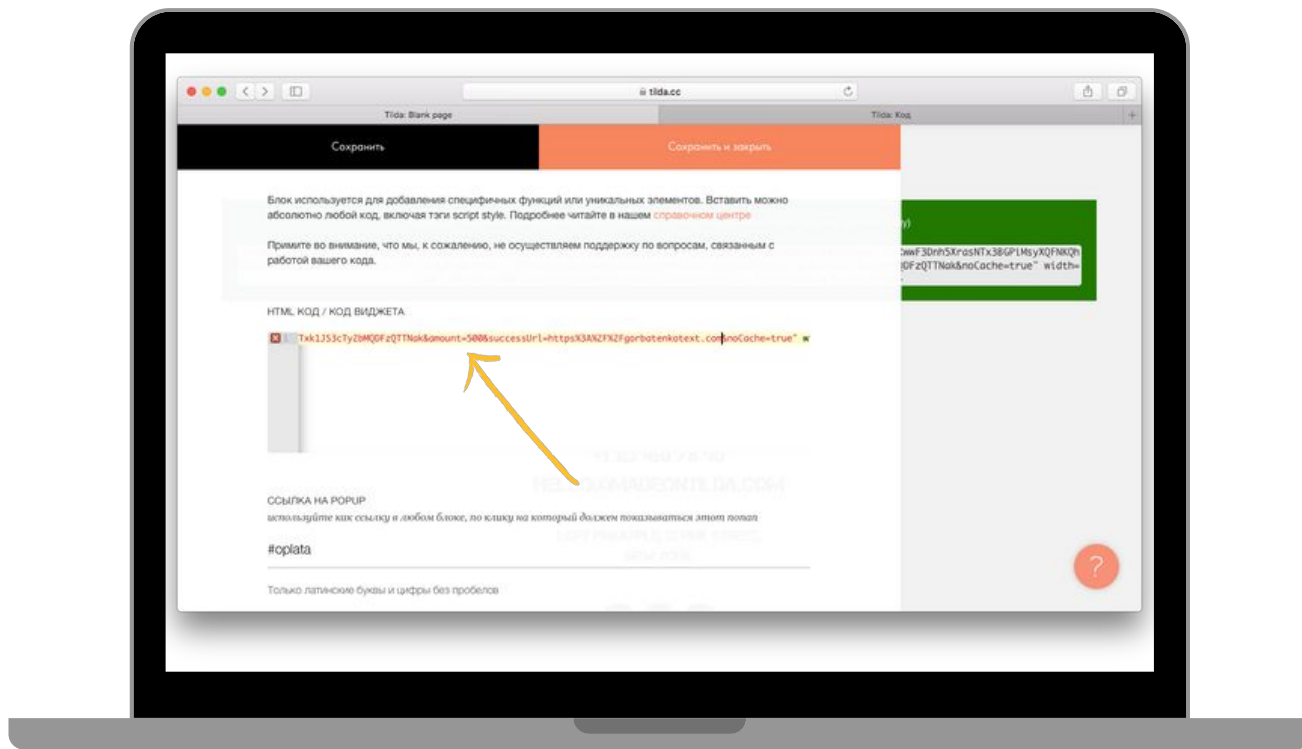 tilda.cc
Tilda: Blank page
Tilda: Код
Сохранить
Сохранить и закрыть
Блок используется для добавления специфичных функций или уникальных элементов. Вставить можно
абсолютно любой код, включая тэги script style. Подробнее читайте в нашем справочном центре
Примите во внимание, что мы, к сожалению, не осуществляем поддержку по вопросам, связанным с
работой вашего кода.
QFzQTTNak&noCache=true" width=
HTML КОД / КОД ВИДЖЕТА
Txk1J53cTyZbMQDFzQTTNak&amount=500&successUrl=https%3A%2F%2Fgorbatenkotext.com&noCache=true" w
ССЫЛКА НА POPUP
используйте как ссылку в любом блоке, по клику на который должен показываться этот попап
#oplata
Только латинские буквы и цифры без пробелов
?